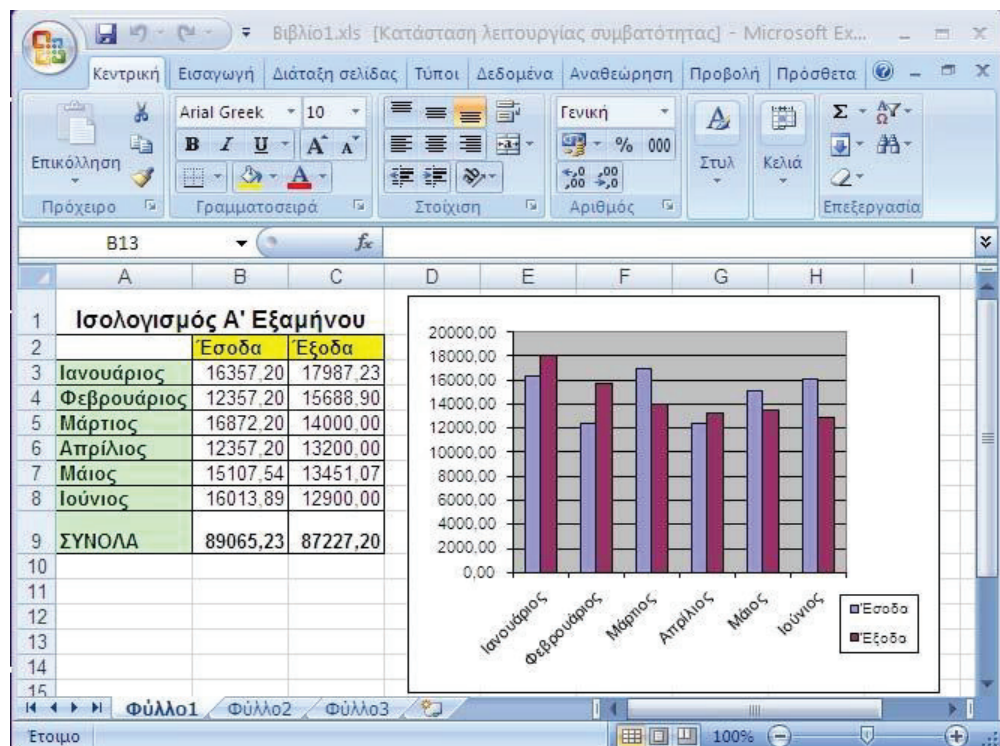 Βιβλίο1.xls [Κατάσταση λειτουργίας συμβατότητας] - Microsoft Ex...
Κεντρική Εισαγωγή Διάταξη σελίδας Τύποι Δεδομένα Αναθεώρηση Προβολή Πρόσθετα
Arial Greek 10 Γενική
B I U A A % 000
Επικόλληση Στυλ Κελιά
Πρόχειρο Γραμματοσειρά Στοίχιση Αριθμός Επεξεργασία
B13 fx
A B C D E F G H I
1 Ισολογισμός Α' Εξαμήνου
2 Έσοδα Έξοδα
3 Ιανουάριος 16357,20 17987,23
4 Φεβρουάριος 12357,20 15688,90
5 Μάρτιος 16872,20 14000,00
6 Απρίλιος 12357,20 13200,00
7 Μάιος 15107,54 13451,07
8 Ιούνιος 16013,89 12900,00
9 ΣΥΝΟΛΑ 89065,23 87227,20
10
11
12
13
14
15
20000,00
18000,00
16000,00
14000,00
12000,00
10000,00
8000,00
6000,00
4000,00
2000,00
0,00
Ιανουάριος Φεβρουάριος Μάρτιος Απρίλιος Μάιος Ιούνιος
Έσοδα
Έξοδα
Φύλλο1 Φύλλο2 Φύλλο3
Έτοιμο 100%